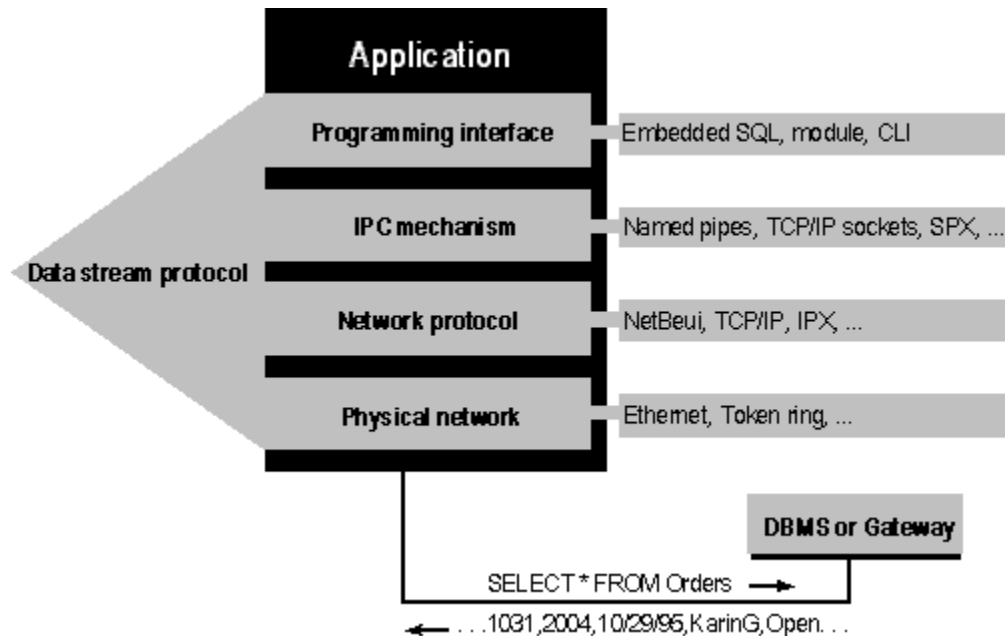 Application
Programming interface
Embedded SQL, module, CLI
IPC mechanism
Named pipes, TCP/IP sockets, SPX, ...
Data stream protocol
Network protocol
NetBeui, TCP/IP, IPX, ...
Physical network
Ethernet, Token ring, ...
DBMS or Gateway
SELECT * FROM Orders
. . .1031,2004,10/29/95,KarinG,Open. . .